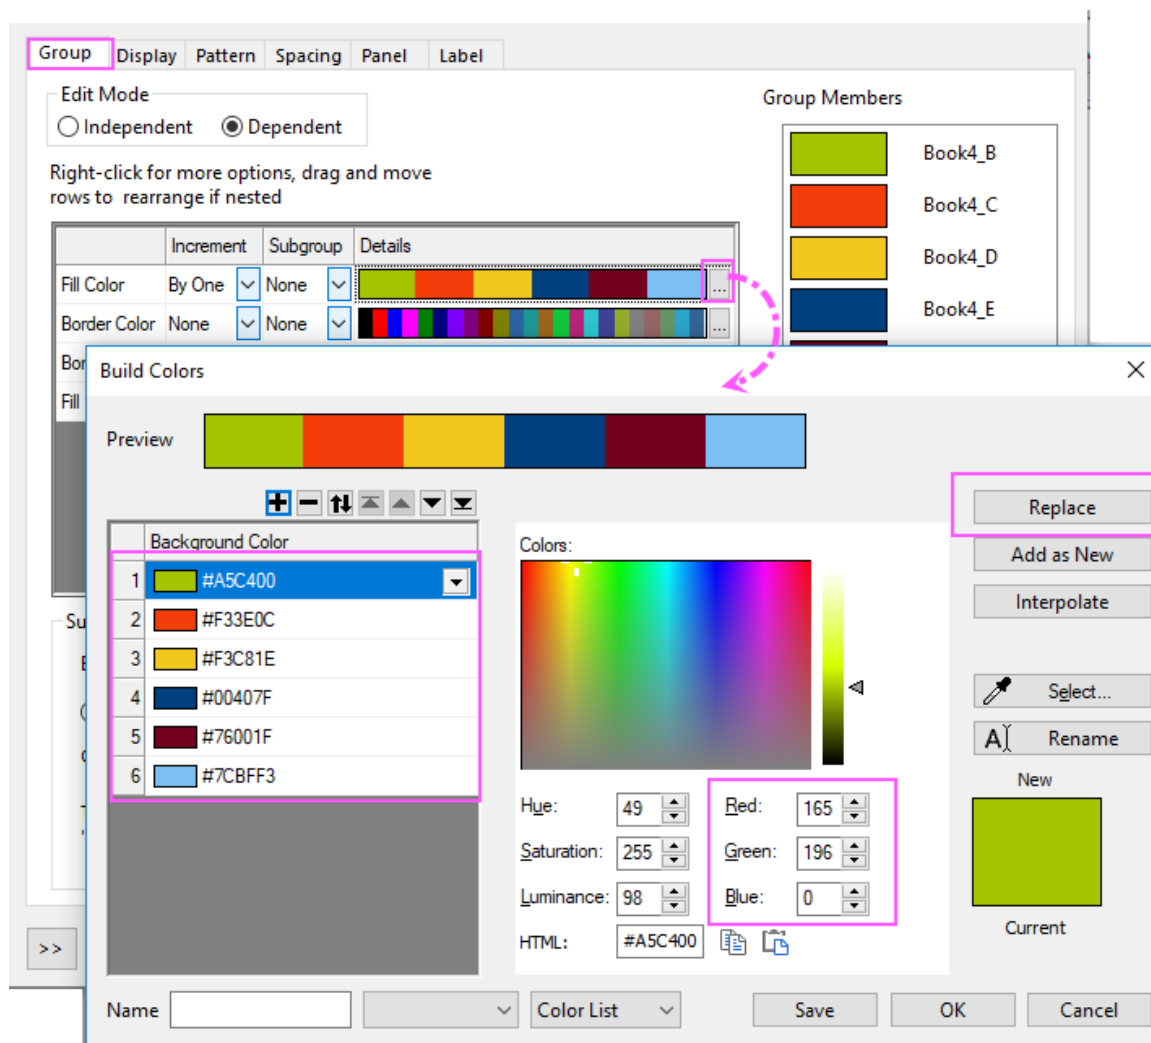 Group Display Pattern Spacing Panel Label
Edit Mode
Independent Dependent
Group Members
Right-click for more options, drag and move
rows to rearrange if nested
Book4_B
Book4_C
Book4_D
Book4_E
Increment Subgroup Details
Fill Color By One None ...
Border Color None None ...
Bor
Fill
Build Colors
Preview
Replace
Add as New
Interpolate
Background Color
1 #A5C400
2 #F33E0C
3 #F3C81E
4 #00407F
5 #76001F
6 #7CBFF3
Colors:
Select...
Rename
New
Current
Hue: 49 Red: 165
Saturation: 255 Green: 196
Luminance: 98 Blue: 0
HTML: #A5C400
Su
>>
Name Color List Save OK Cancel